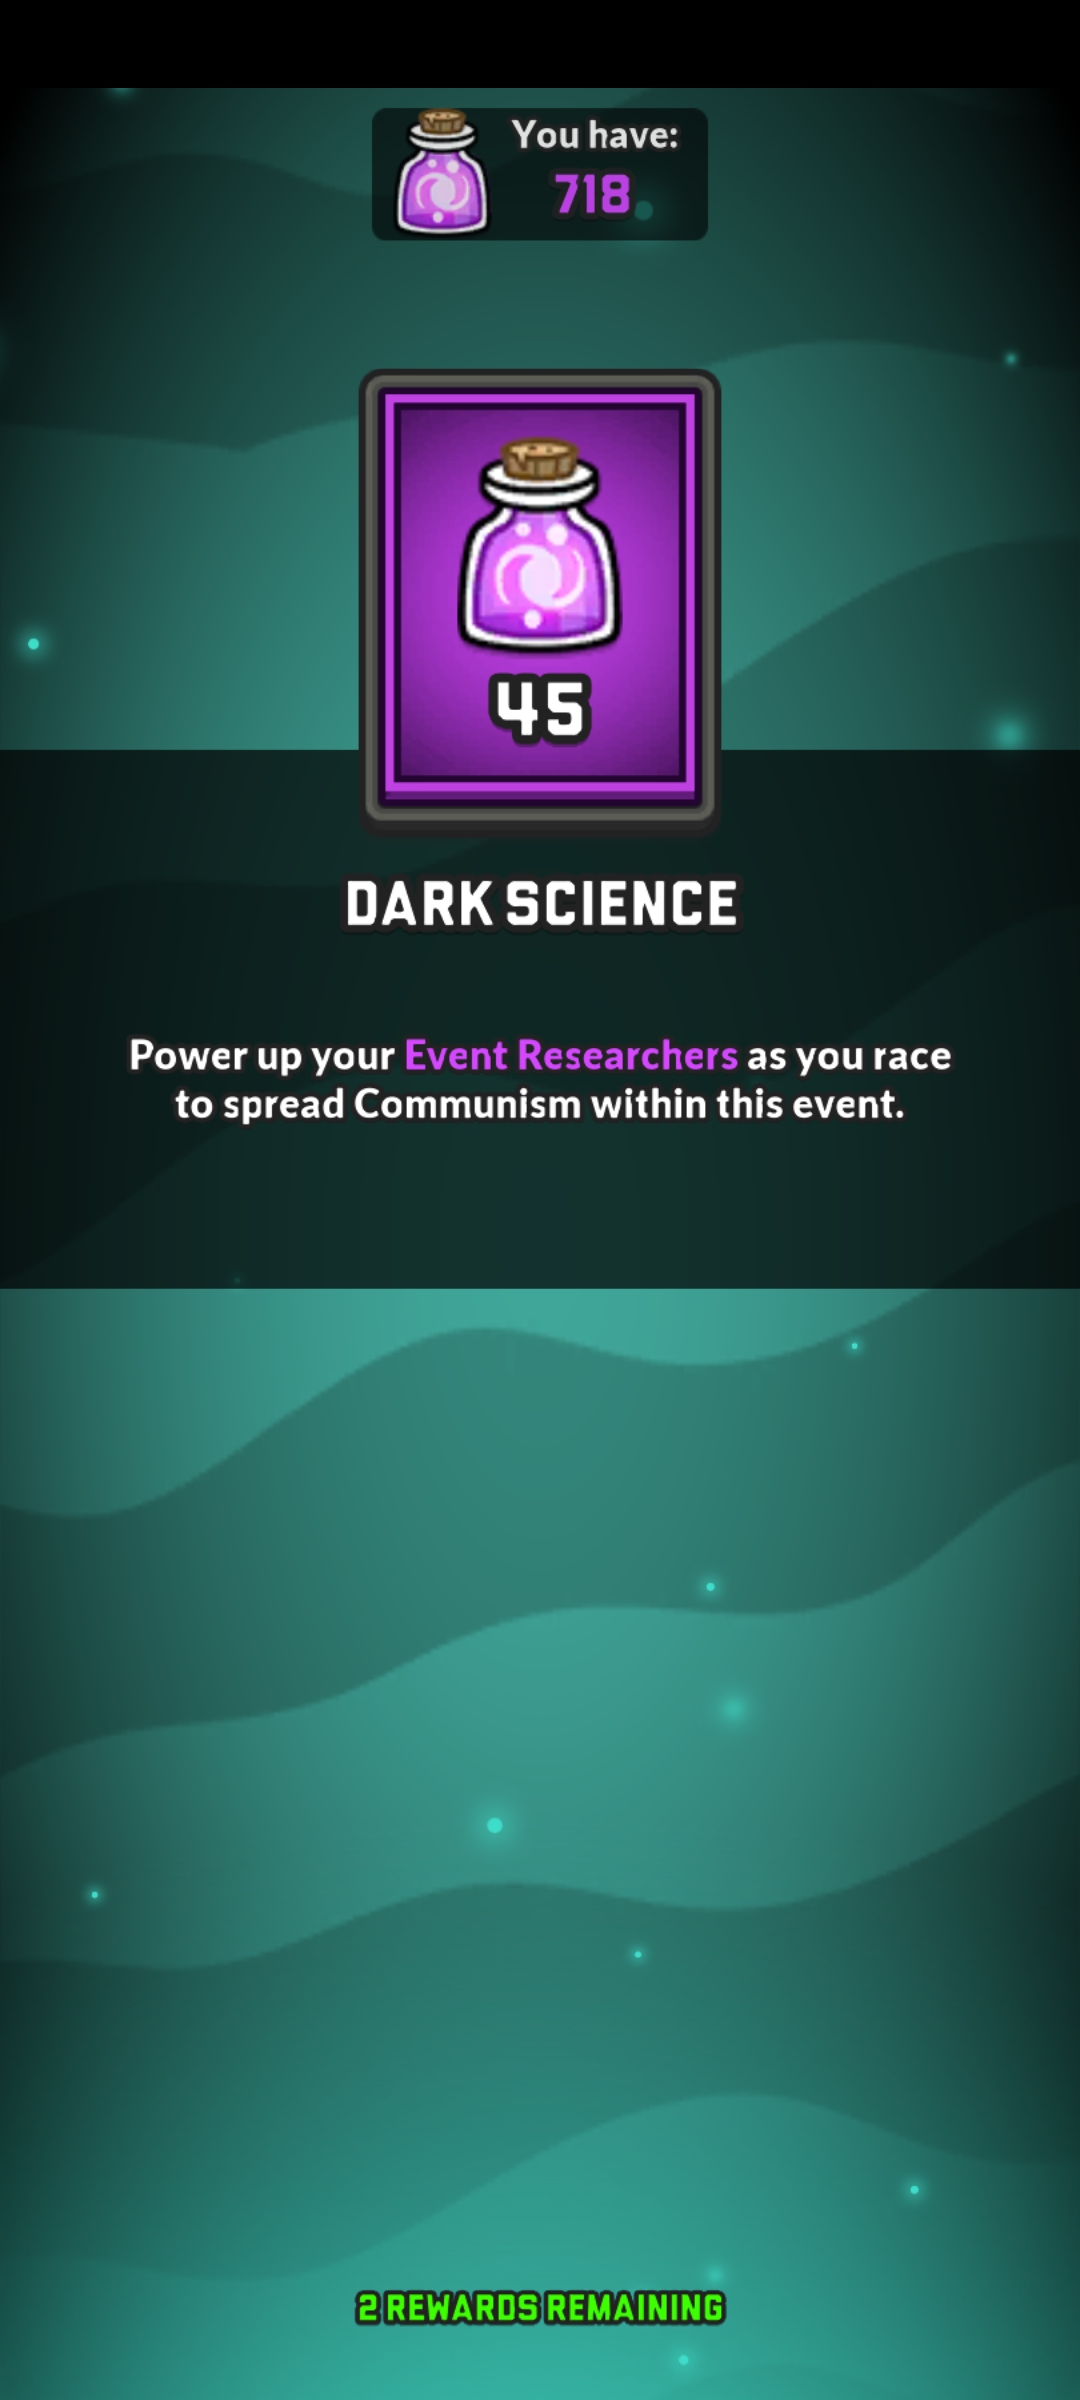 You have:
718
45
DARK SCIENCE
Power up your Event Researchers as you race
to spread Communism within this event.
2 REWARDS REMAINING